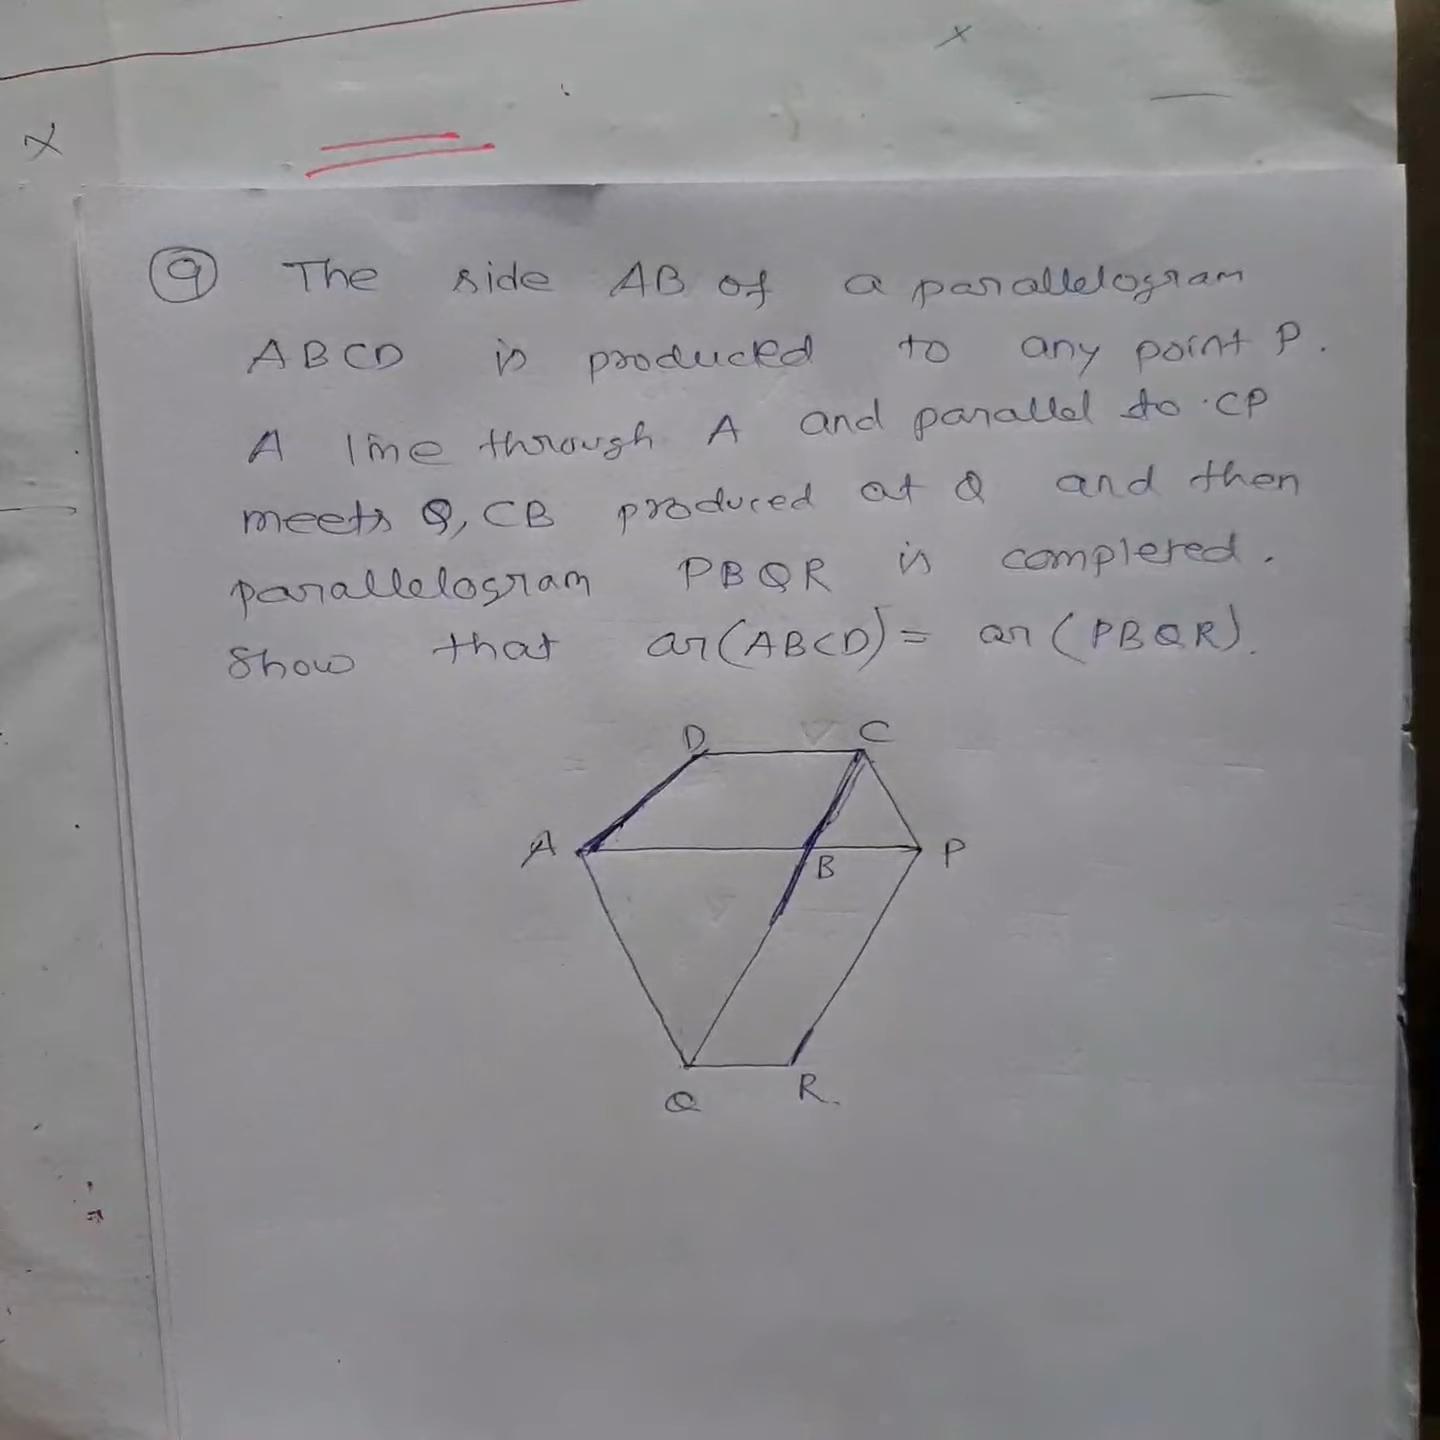 9 The side AB of a parallelogram
ABCD is produced to any point P.
A line through A and parallel to CP
meets Q, CB produced at Q and then
parallelogram PBQR is completed.
Show that ar(ABCD) = ar(PBQR).
D C
A B P
Q R